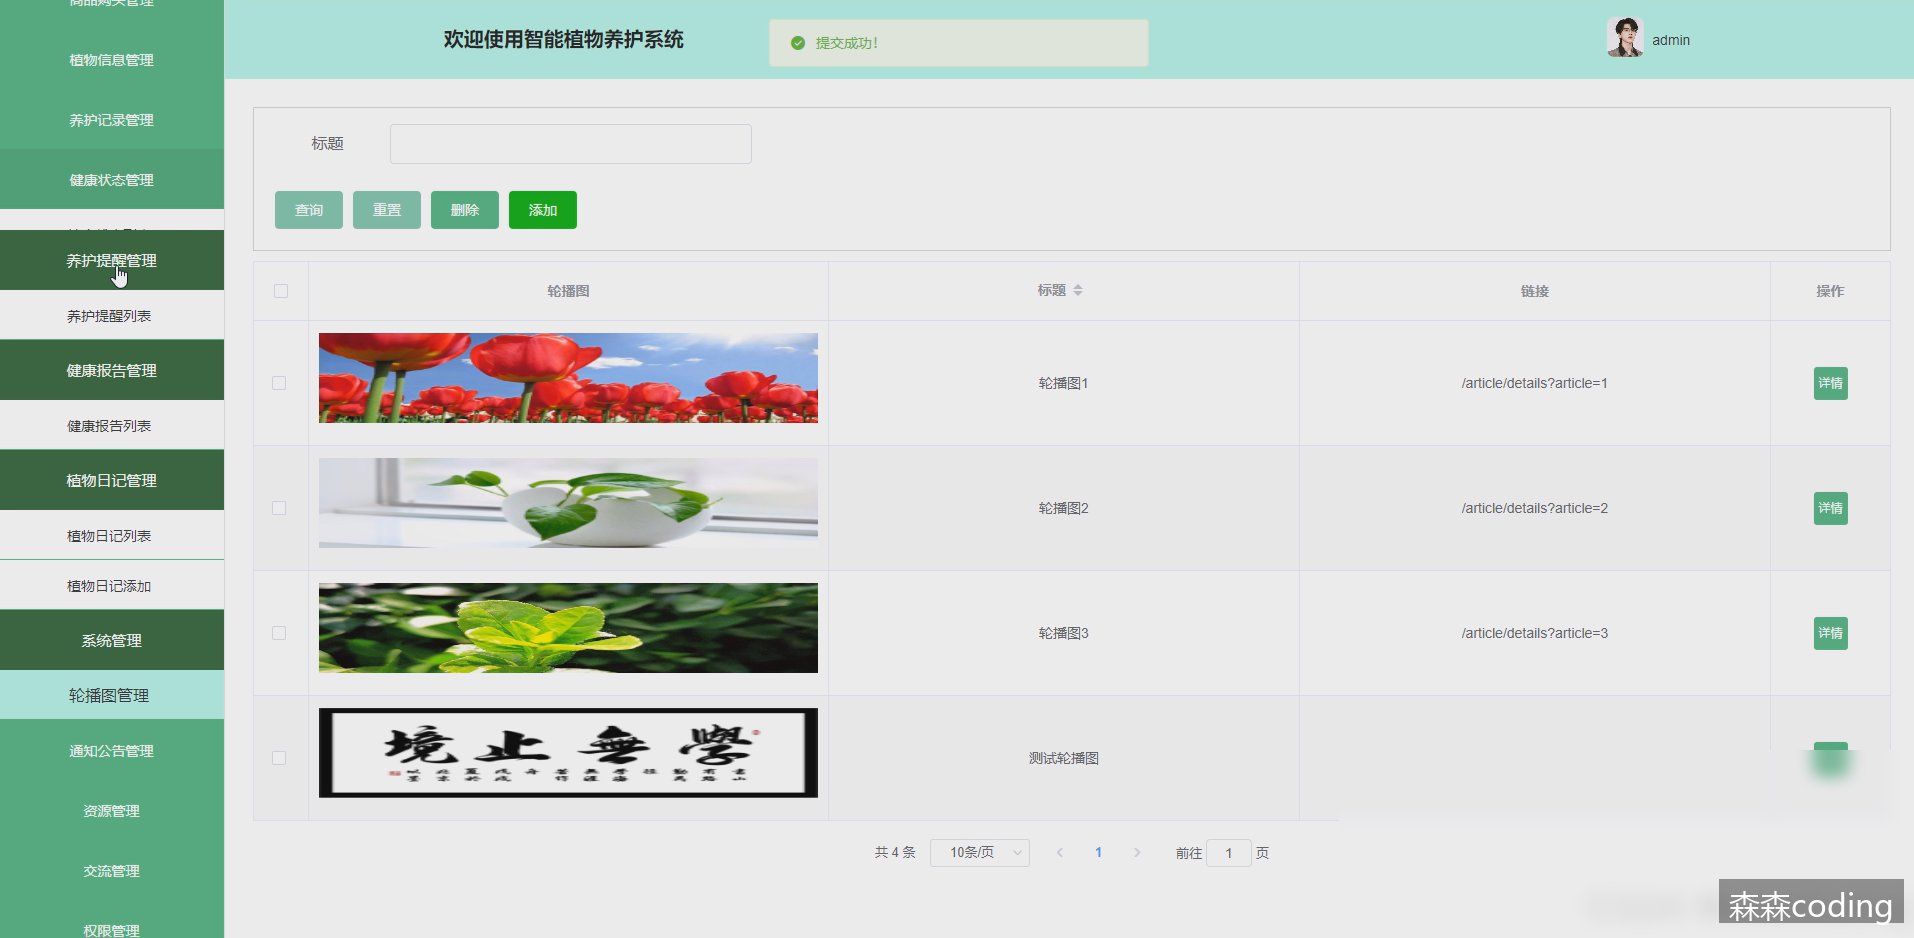 商品购买管理
植物信息管理
养护记录管理
健康状态管理
养护提醒管理
养护提醒列表
健康报告管理
健康报告列表
植物日记管理
植物日记列表
植物日记添加
系统管理
轮播图管理
通知公告管理
资源管理
交流管理
权限管理
欢迎使用智能植物养护系统
提交成功!
admin
标题
查询 重置 删除 添加
轮播图 标题 链接 操作
轮播图1 /article/details?article=1 详情
轮播图2 /article/details?article=2 详情
轮播图3 /article/details?article=3 详情
境止無學
测试轮播图
共 4 条 10条/页 1 前往 1 页
森森coding